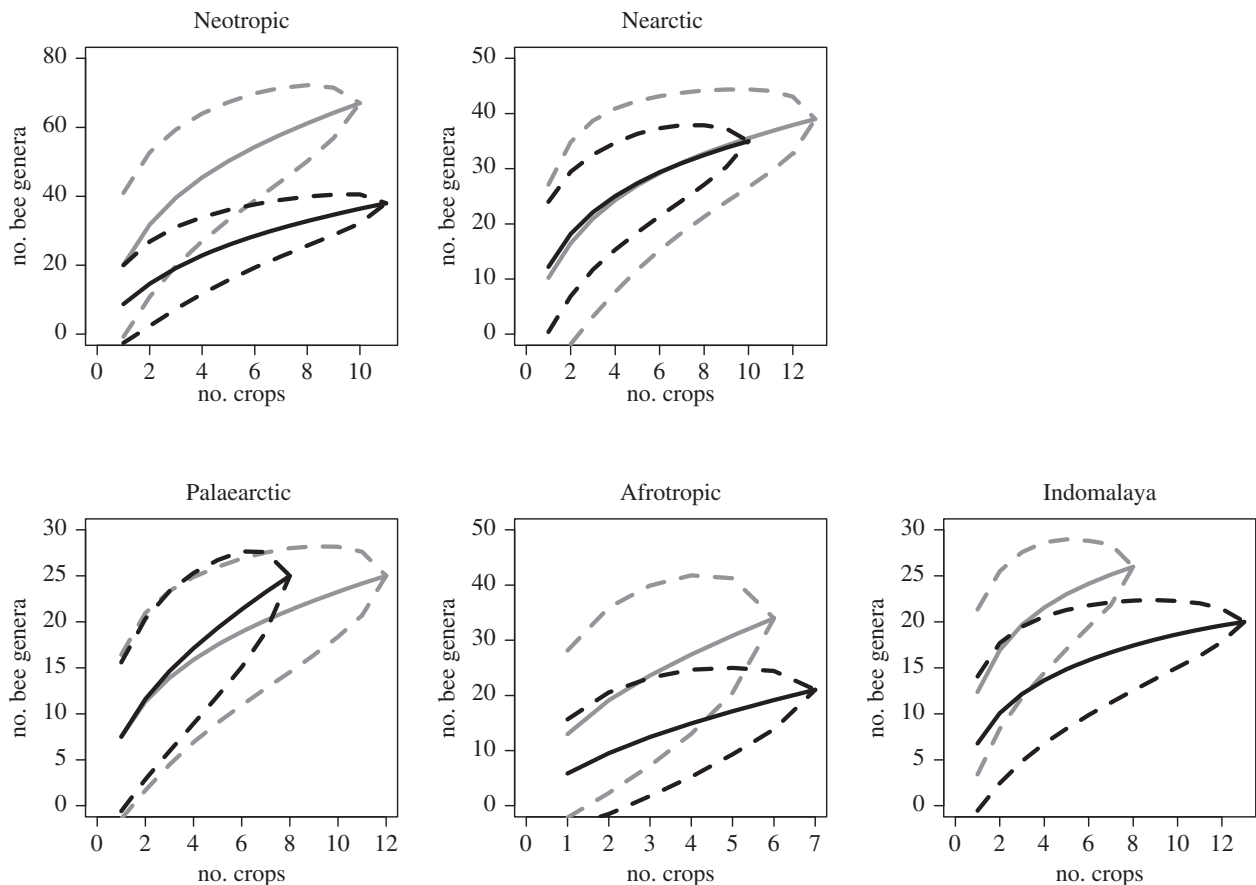 Neotropic
80
60
40
20
0
no. bee genera
0 2 4 6 8 10
no. crops
Nearctic
50
40
30
20
10
0
no. bee genera
0 2 4 6 8 10 12
no. crops
Palaearctic
30
25
20
15
10
5
0
no. bee genera
0 2 4 6 8 10 12
no. crops
Afrotropic
50
40
30
20
10
0
no. bee genera
0 1 2 3 4 5 6 7
no. crops
Indomalaya
30
25
20
15
10
5
0
no. bee genera
0 2 4 6 8 10 12
no. crops